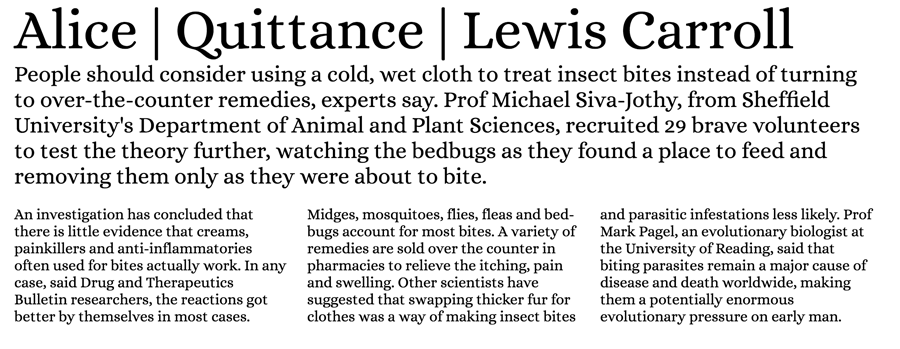 Alice | Quittance | Lewis Carroll
People should consider using a cold, wet cloth to treat insect bites instead of turning
to over-the-counter remedies, experts say. Prof Michael Siva-Jothy, from Sheffield
University's Department of Animal and Plant Sciences, recruited 29 brave volunteers
to test the theory further, watching the bedbugs as they found a place to feed and
removing them only as they were about to bite.
An investigation has concluded that
there is little evidence that creams,
painkillers and anti-inflammatories
often used for bites actually work. In any
case, said Drug and Therapeutics
Bulletin researchers, the reactions got
better by themselves in most cases.
Midges, mosquitoes, flies, fleas and bed-
bugs account for most bites. A variety of
remedies are sold over the counter in
pharmacies to relieve the itching, pain
and swelling. Other scientists have
suggested that swapping thicker fur for
clothes was a way of making insect bites
and parasitic infestations less likely. Prof
Mark Pagel, an evolutionary biologist at
the University of Reading, said that
biting parasites remain a major cause of
disease and death worldwide, making
them a potentially enormous
evolutionary pressure on early man.